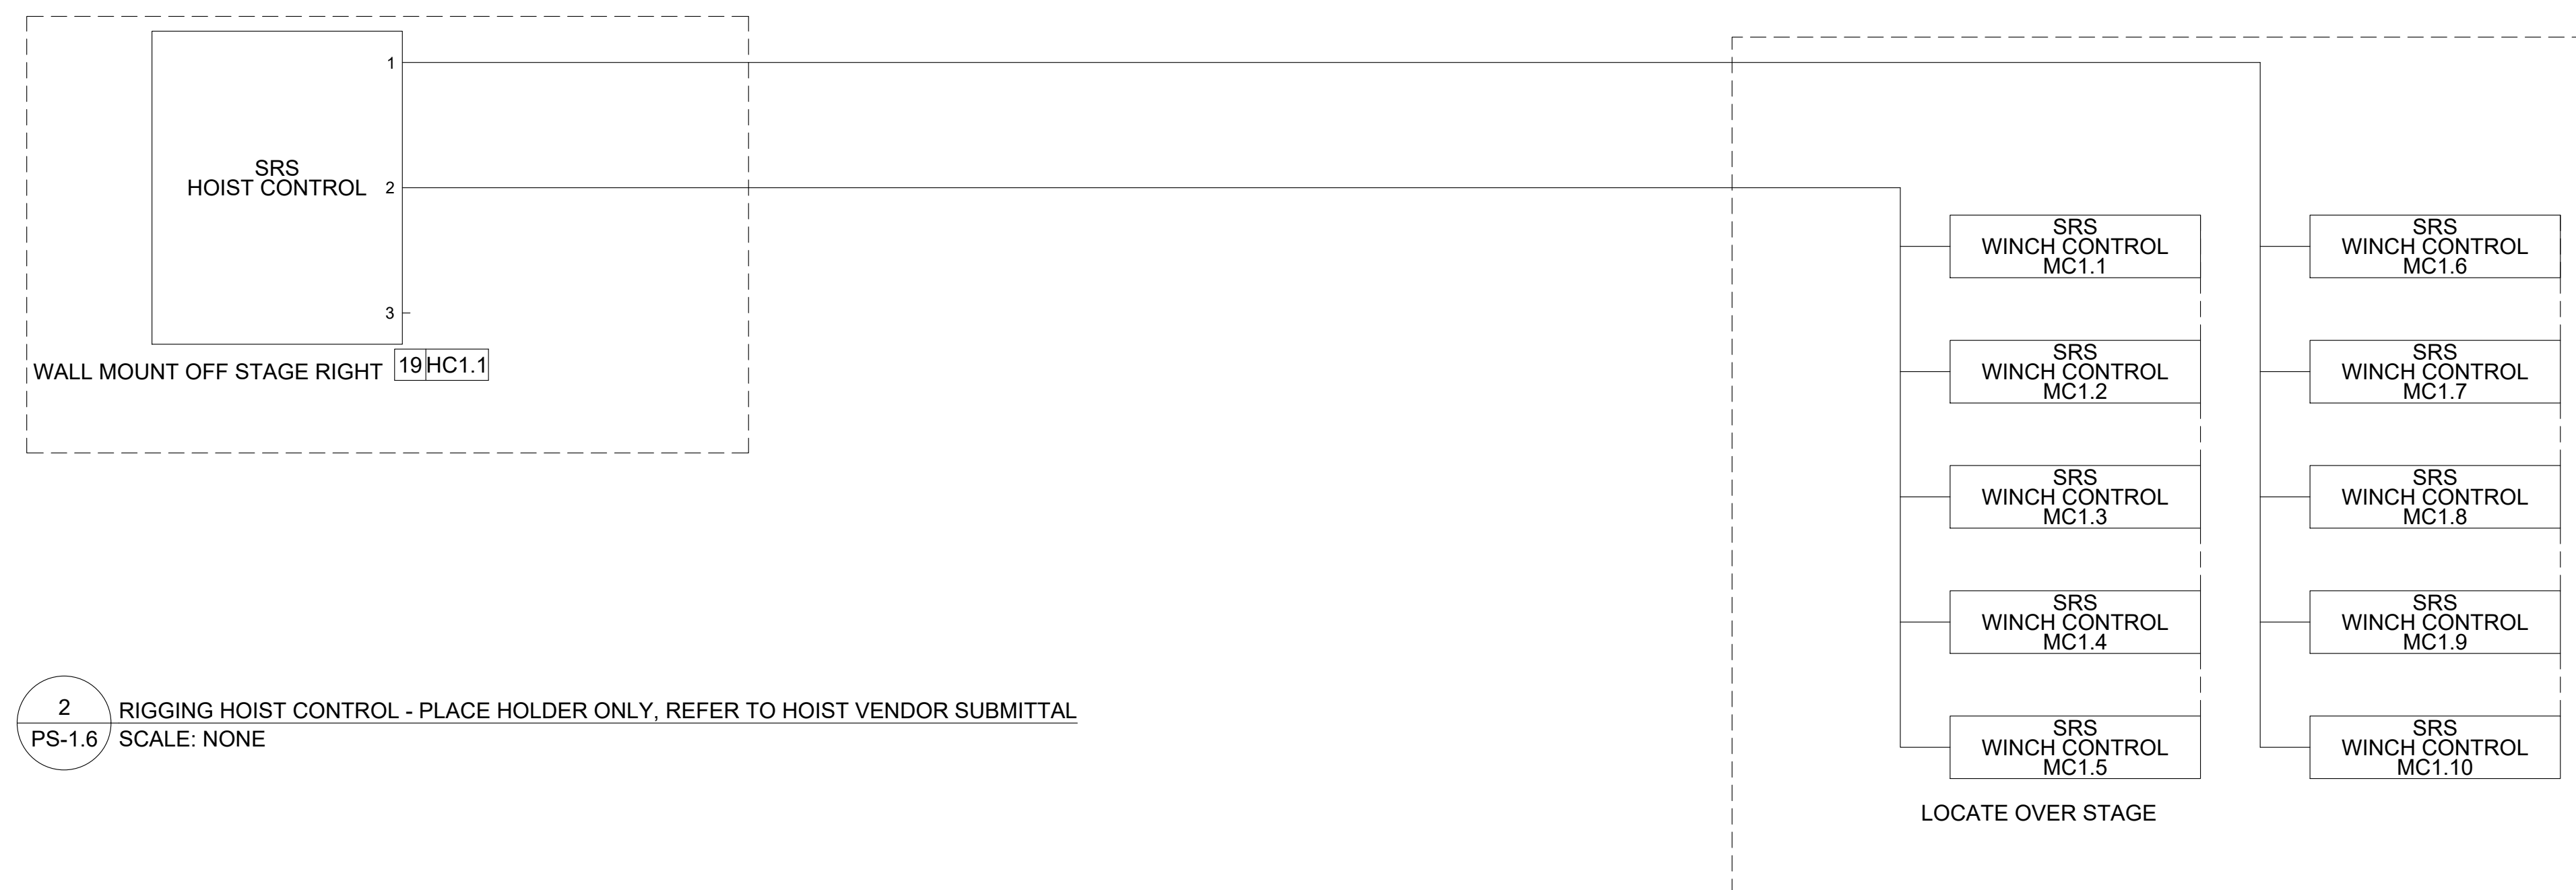 1
SRS
HOIST CONTROL
2
3
WALL MOUNT OFF STAGE RIGHT
19 HC1.1
SRS
WINCH CONTROL
MC1.1
SRS
WINCH CONTROL
MC1.2
SRS
WINCH CONTROL
MC1.3
SRS
WINCH CONTROL
MC1.4
SRS
WINCH CONTROL
MC1.5
SRS
WINCH CONTROL
MC1.6
SRS
WINCH CONTROL
MC1.7
SRS
WINCH CONTROL
MC1.8
SRS
WINCH CONTROL
MC1.9
SRS
WINCH CONTROL
MC1.10
LOCATE OVER STAGE
2
PS-1.6
RIGGING HOIST CONTROL - PLACE HOLDER ONLY, REFER TO HOIST VENDOR SUBMITTAL
SCALE: NONE